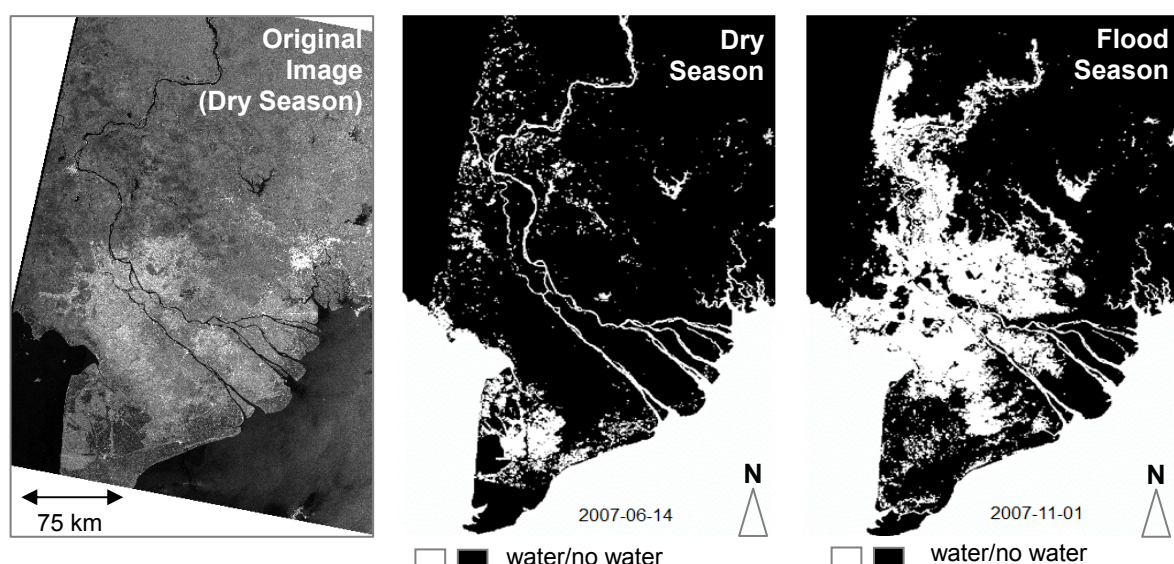 Original
Image
(Dry Season)
75 km
Dry
Season
N
2007-06-14
water/no water
Flood
Season
N
2007-11-01
water/no water